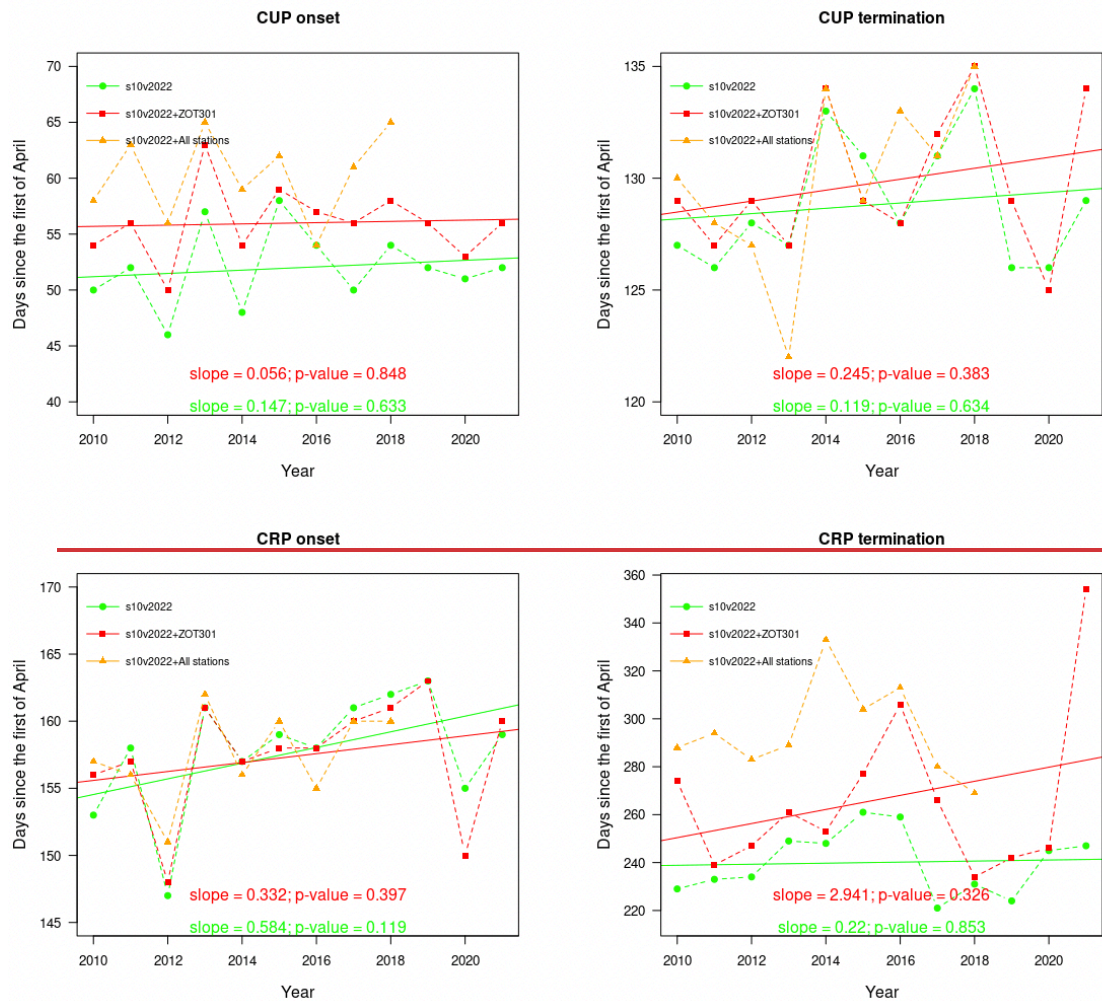 CUP onset
70
65
60
55
50
45
40
Days since the first of April
s10v2022
s10v2022+ZOT301
s10v2022+All stations
slope = 0.056; p-value = 0.848
slope = 0.147; p-value = 0.633
2010 2012 2014 2016 2018 2020
Year
CUP termination
135
130
125
120
Days since the first of April
s10v2022
s10v2022+ZOT301
s10v2022+All stations
slope = 0.245; p-value = 0.383
slope = 0.119; p-value = 0.634
2010 2012 2014 2016 2018 2020
Year
CRP onset
170
165
160
155
150
145
Days since the first of April
s10v2022
s10v2022+ZOT301
s10v2022+All stations
slope = 0.332; p-value = 0.397
slope = 0.584; p-value = 0.119
2010 2012 2014 2016 2018 2020
Year
CRP termination
360
340
320
300
280
260
240
220
Days since the first of April
s10v2022
s10v2022+ZOT301
s10v2022+All stations
slope = 2.941; p-value = 0.326
slope = 0.22; p-value = 0.853
2010 2012 2014 2016 2018 2020
Year